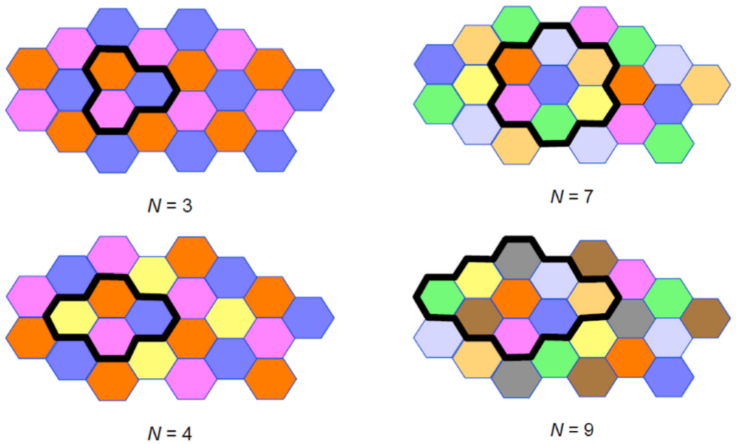 N = 3
N = 7
N = 4
N = 9